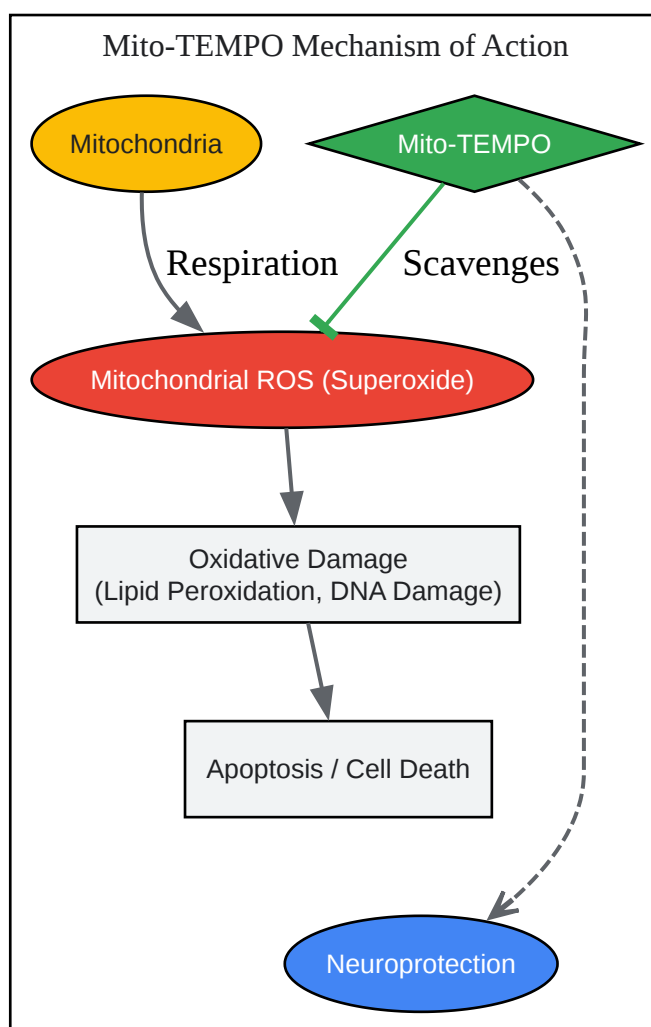 Mito-TEMPO Mechanism of Action
Mitochondria
Mito-TEMPO
Respiration
Scavenges
Mitochondrial ROS (Superoxide)
Oxidative Damage
(Lipid Peroxidation, DNA Damage)
Apoptosis / Cell Death
Neuroprotection